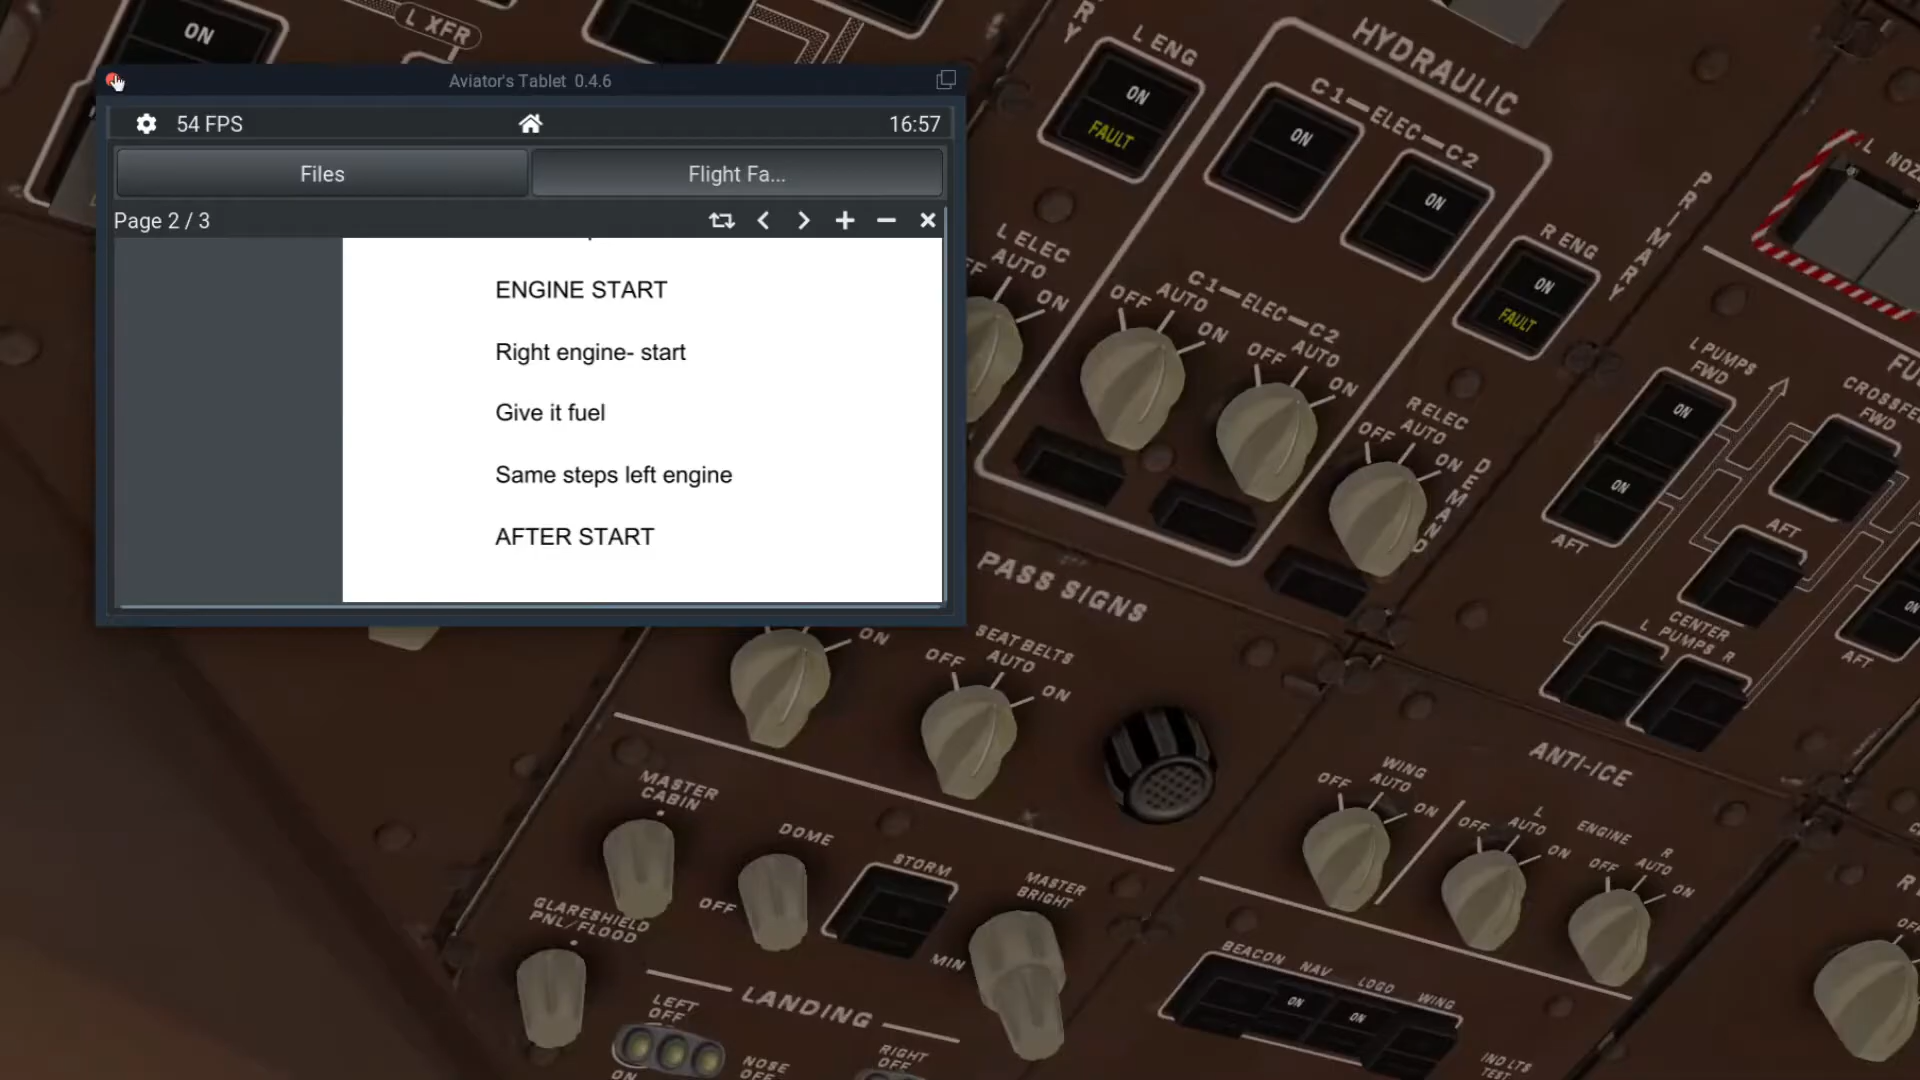 ON
L XFR
Aviator's Tablet 0.4.6
54 FPS
16:57
Files
Flight Fa...
Page 2 / 3
ENGINE START
Right engine- start
Give it fuel
Same steps left engine
AFTER START
HYDRAULIC
L ENG
ON
FAULT
C1-ELEC-C2
ON
ON
R ENG
ON
FAULT
PRIMARY
L ELEC
AUTO
ON
C1-ELEC-C2
OFF
AUTO
ON
OFF
AUTO
ON
R ELEC
OFF
AUTO
ON
DEMAND
L PUMPS
FWD
ON
ON
AFT
FWD
AFT
CENTER
L PUMPS R
ON
AFT
PASS SIGNS
ON
SEAT BELTS
OFF
AUTO
ON
MASTER
CABIN
DOME
OFF
STORM
MASTER
BRIGHT
MIN
GLARESHIELD
PNL/FLOOD
LANDING
LEFT
OFF
ON
NOSE
OFF
RIGHT
OFF
ANTI-ICE
WING
OFF
AUTO
ON
L
ENGINE
R
OFF
AUTO
ON
OFF
AUTO
ON
BEACON
NAV
LOGO
WING
ON
ON
IND LTS
TEST